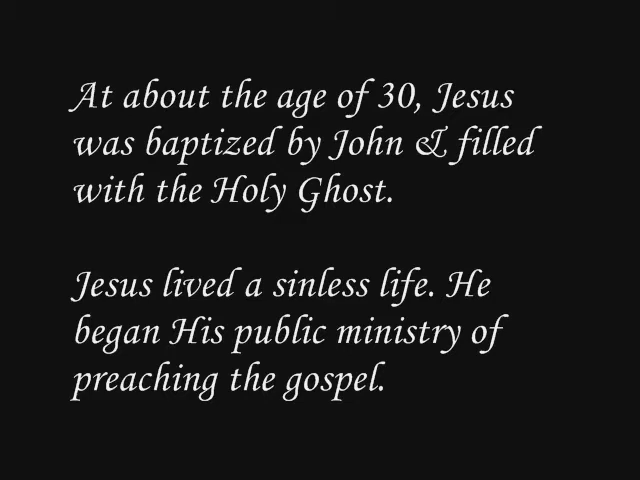 At about the age of 30, Jesus
was baptized by John & filled
with the Holy Ghost.
Jesus lived a sinless life. He
began His public ministry of
preaching the gospel.